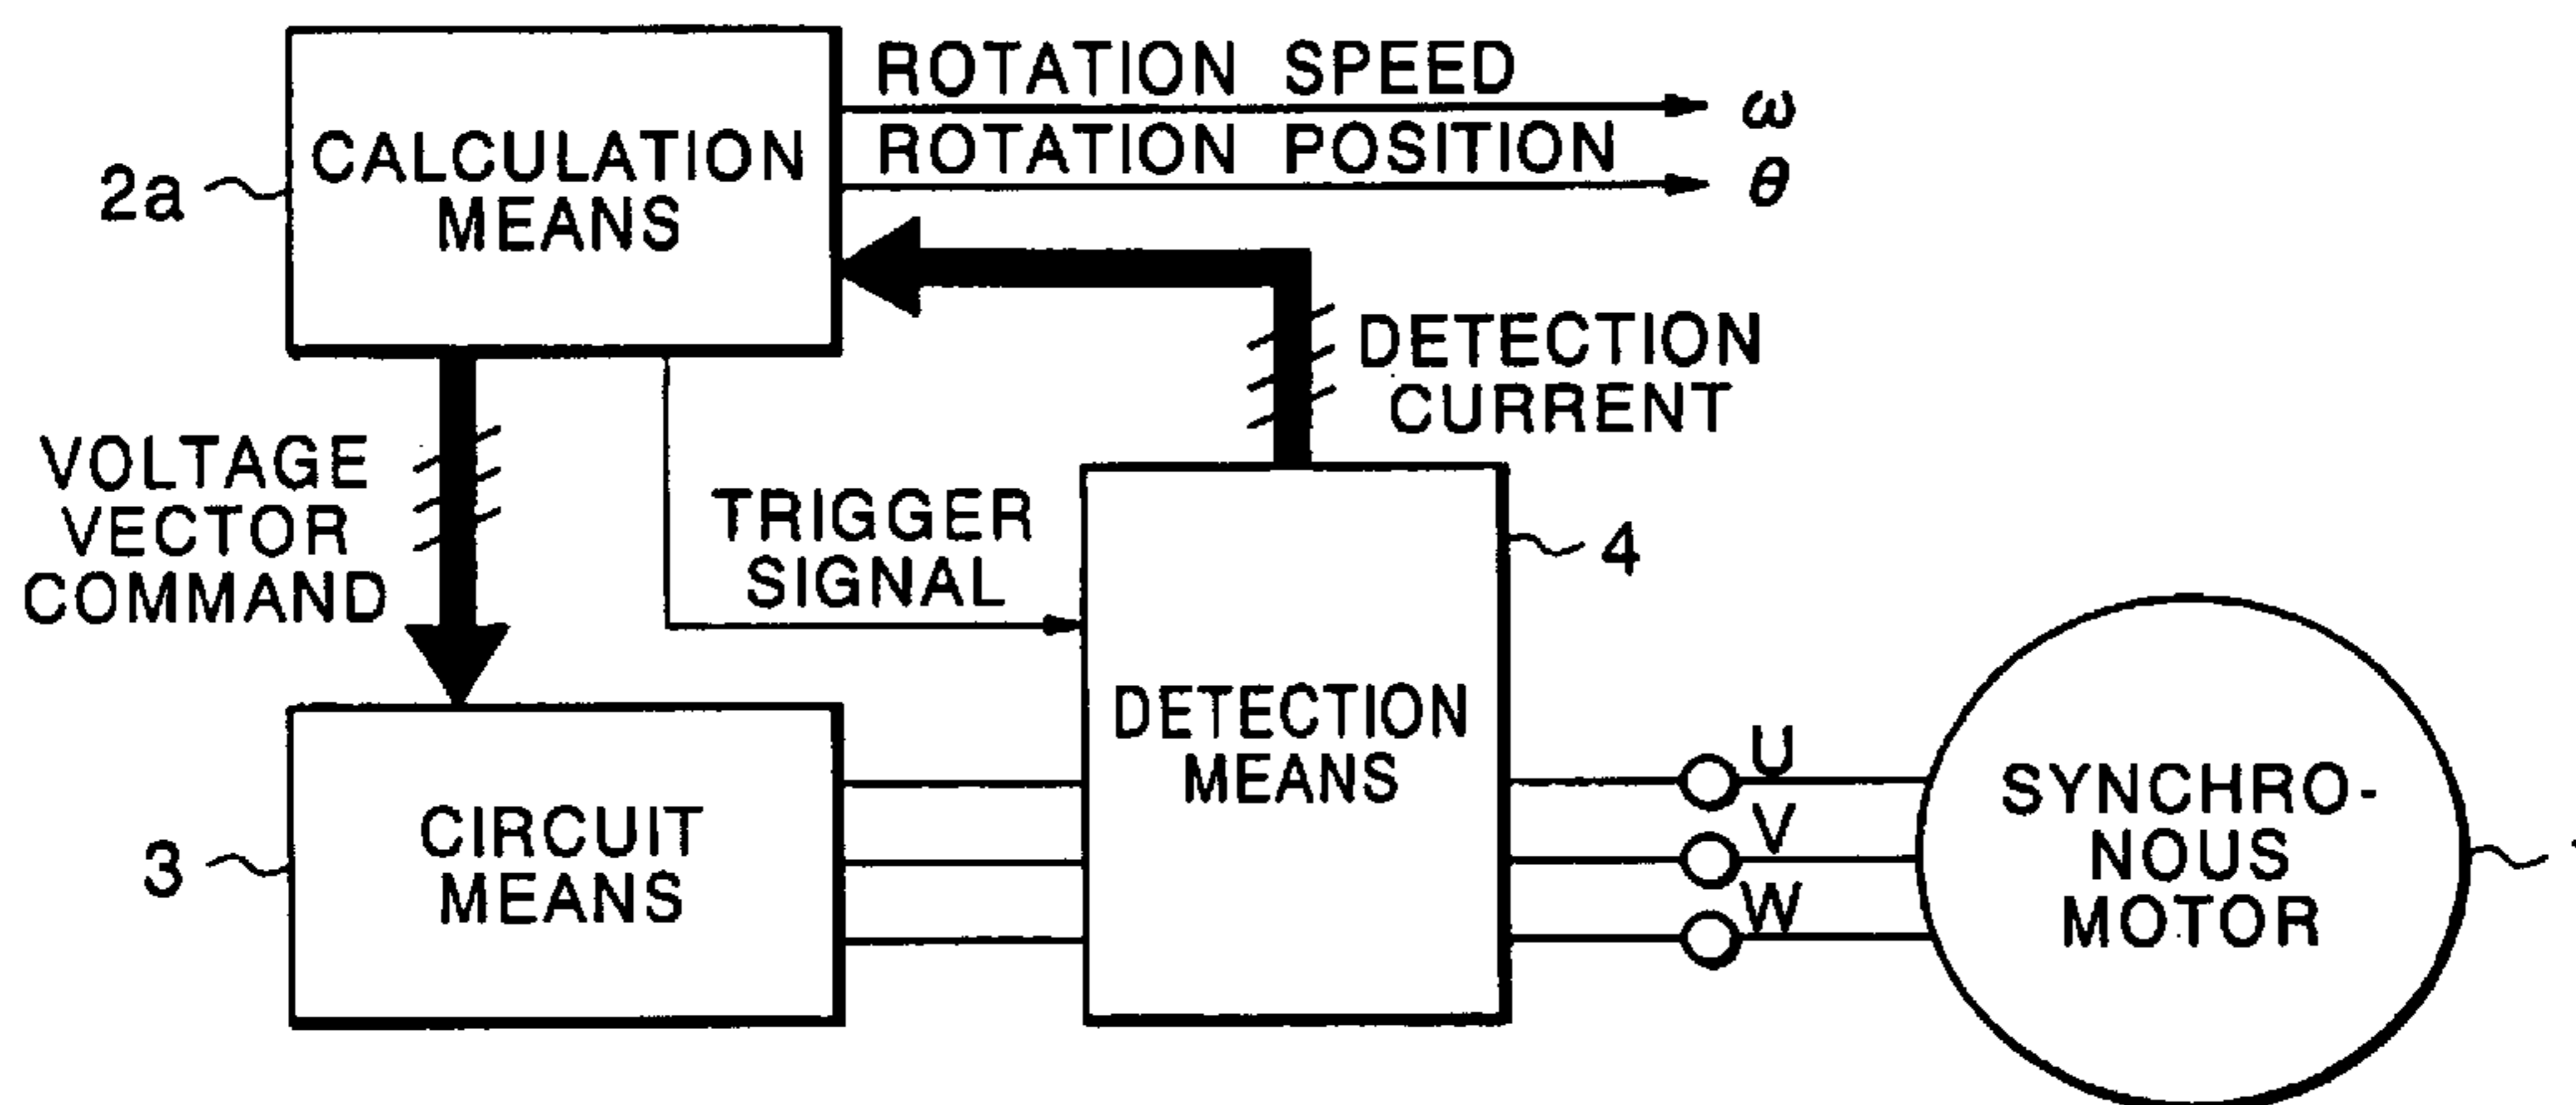 ROTATION SPEED
ω
CALCULATION
MEANS
ROTATION POSITION
θ
2a
DETECTION
CURRENT
VOLTAGE
VECTOR
COMMAND
TRIGGER
SIGNAL
4
DETECTION
MEANS
U
V
W
SYNCHRO-
NOUS
MOTOR
3
CIRCUIT
MEANS